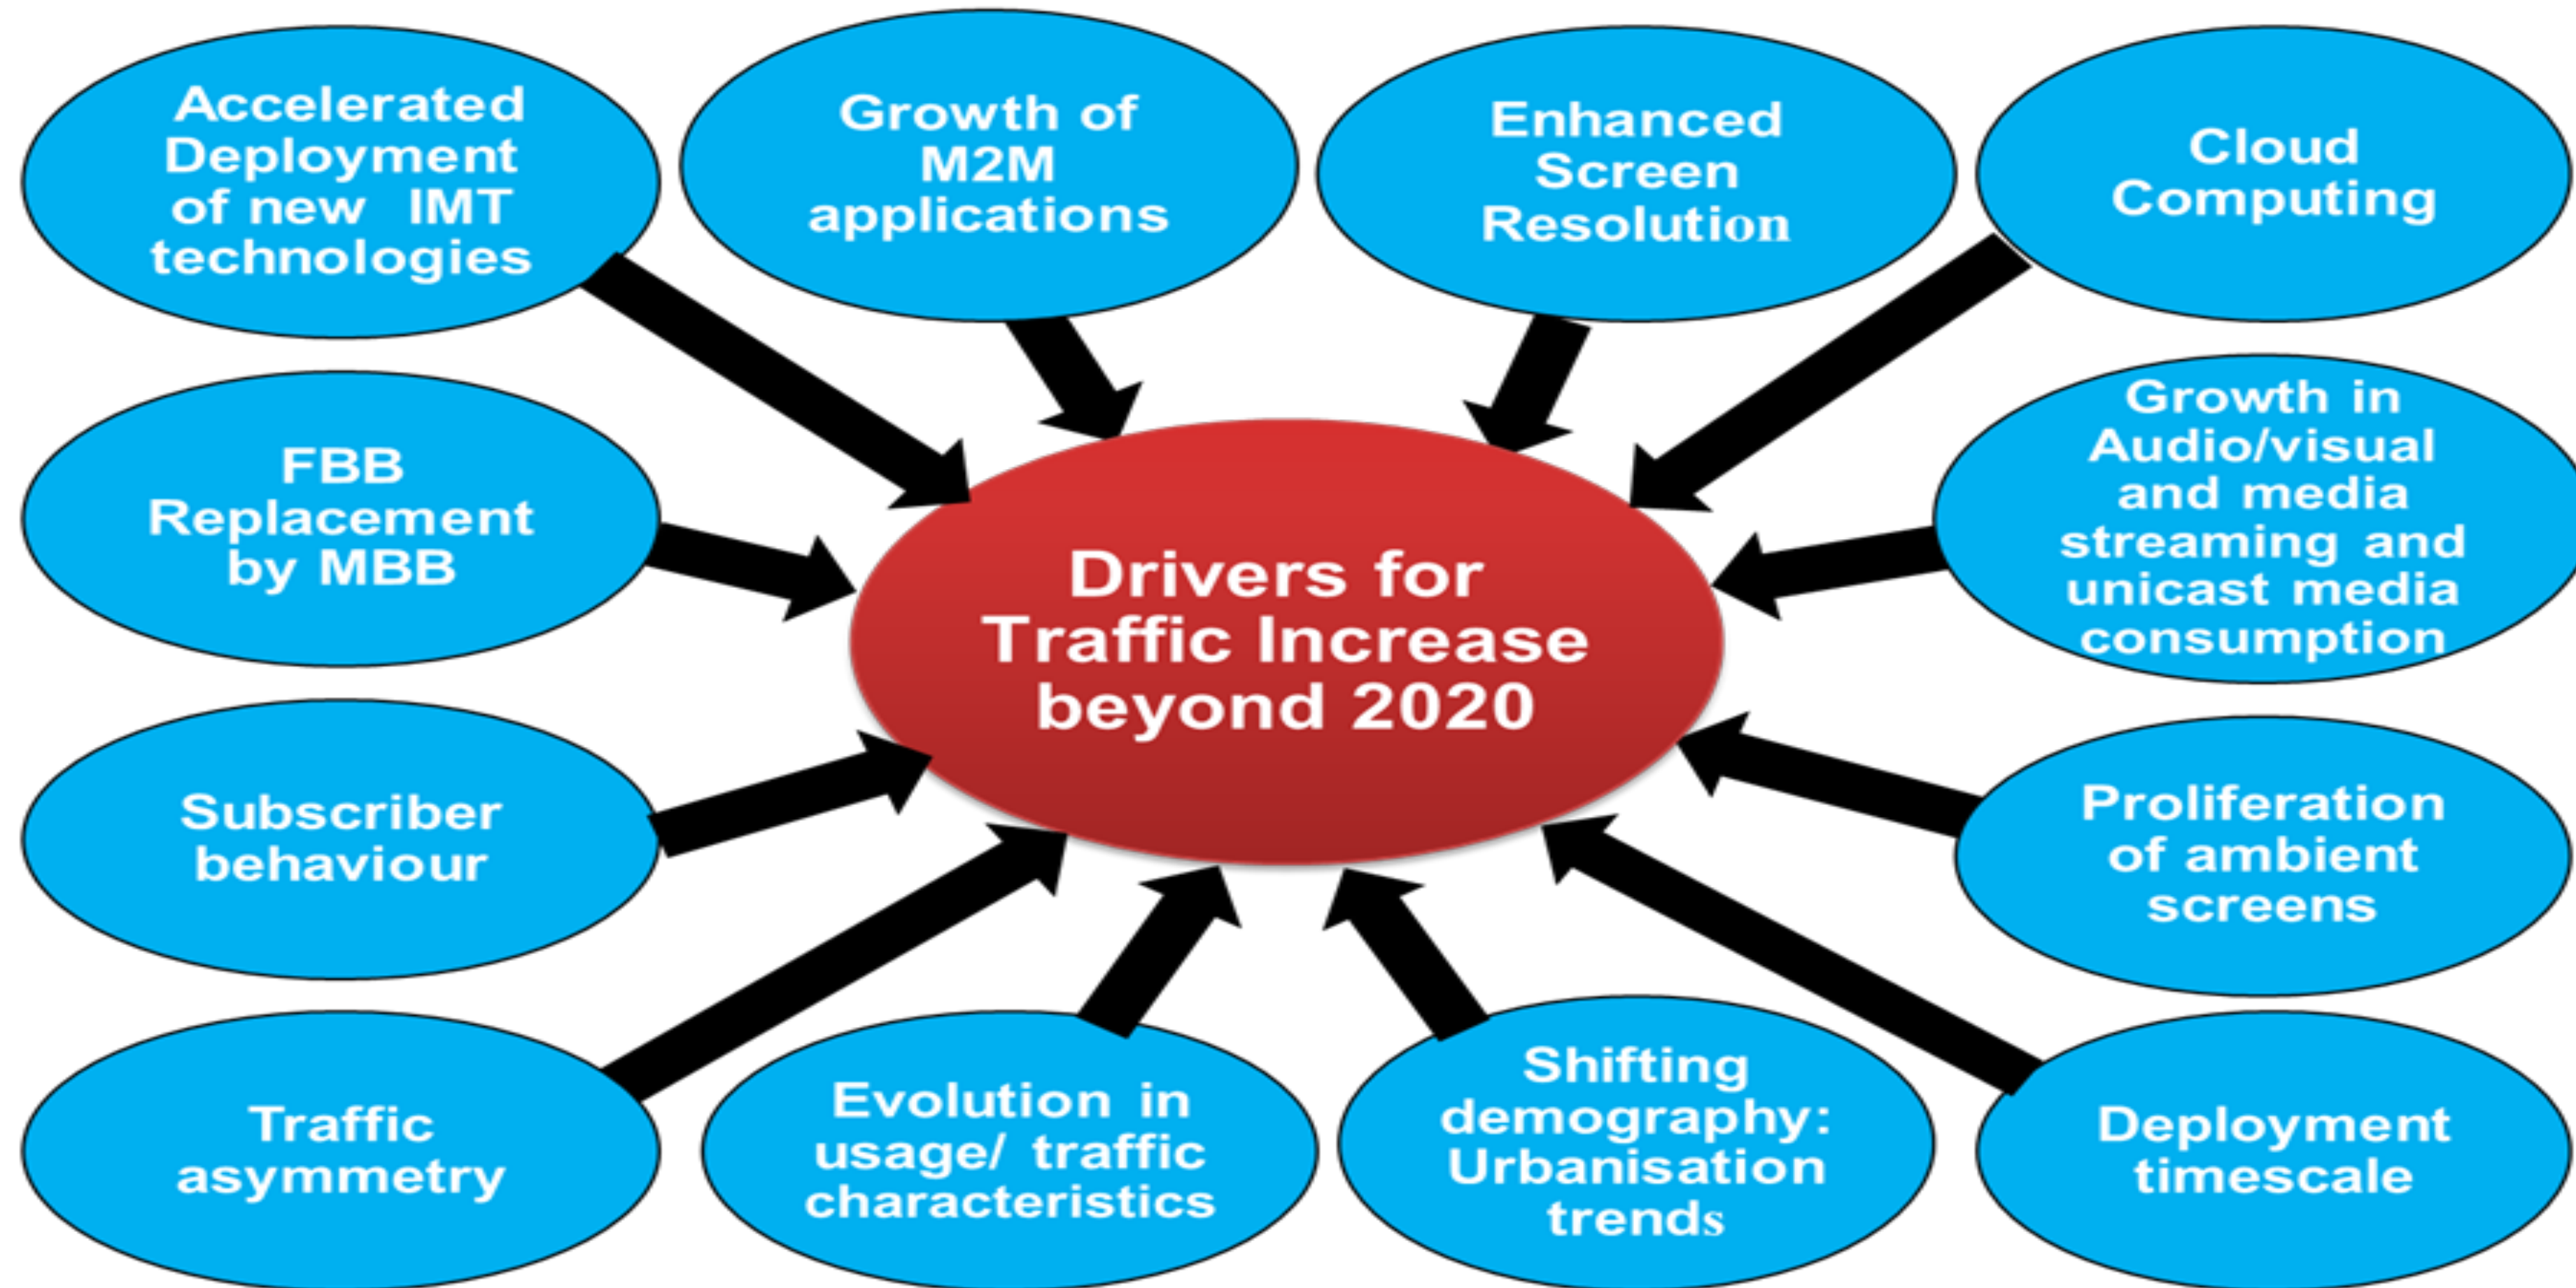 Accelerated
Deployment
of new IMT
technologies
Growth of
M2M
applications
Enhanced
Screen
Resolution
Cloud
Computing
FBB
Replacement
by MBB
Growth in
Audio/visual
and media
streaming and
unicast media
consumption
Drivers for
Traffic Increase
beyond 2020
Subscriber
behaviour
Proliferation
of ambient
screens
Traffic
asymmetry
Evolution in
usage/ traffic
characteristics
Shifting
demography:
Urbanisation
trends
Deployment
timescale